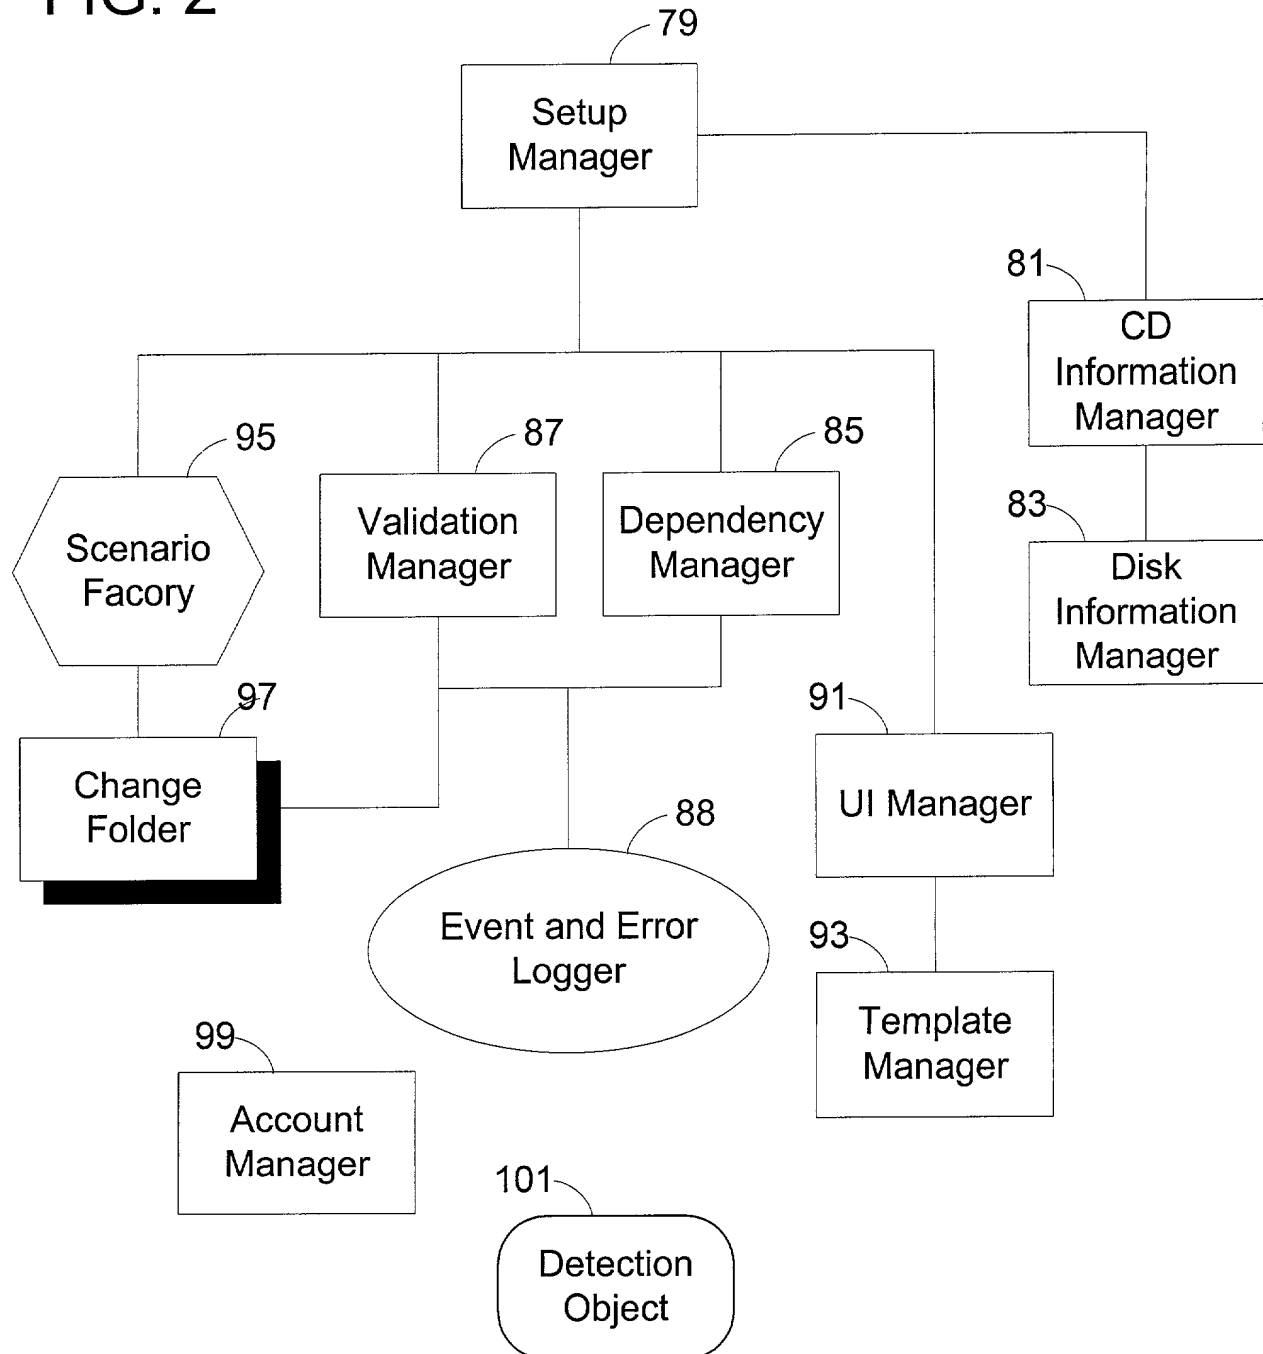 FIG. 2
79
Setup
Manager
81
CD
Information
Manager
95
87
85
Scenario
Facory
Validation
Manager
Dependency
Manager
83
Disk
Information
Manager
97
91
Change
Folder
UI Manager
88
Event and Error
Logger
93
Template
Manager
99
Account
Manager
101
Detection
Object